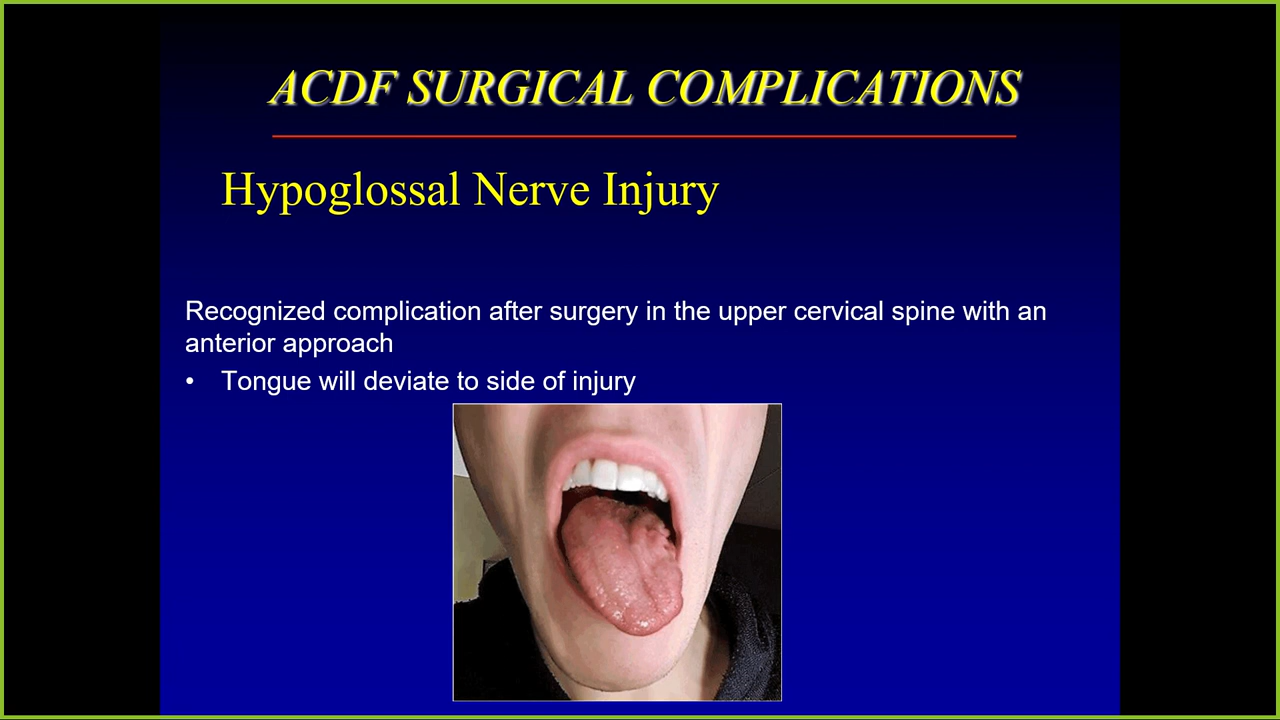 ACDF SURGICAL COMPLICATIONS
Hypoglossal Nerve Injury
Recognized complication after surgery in the upper cervical spine with an
anterior approach
• Tongue will deviate to side of injury